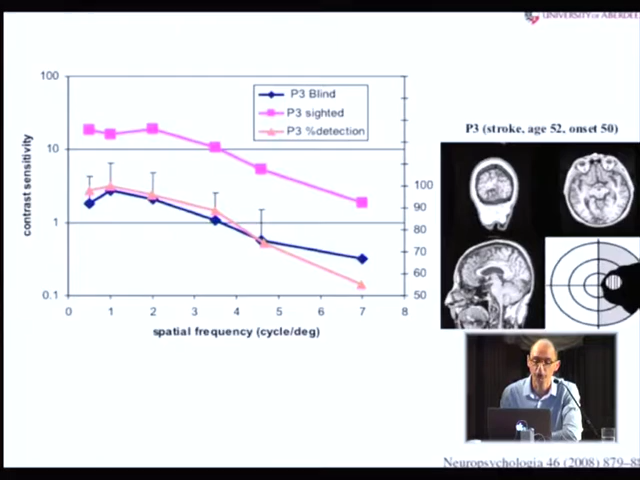 UNIVERSITY OF ABERDEE
P3 Blind
P3 sighted
P3 %detection
contrast sensitivity
100
10
1
0.1
100
90
80
70
60
50
0 1 2 3 4 5 6 7 8
spatial frequency (cycle/deg)
P3 (stroke, age 52, onset 50)
Neuropsychologia 46 (2008) 879–8